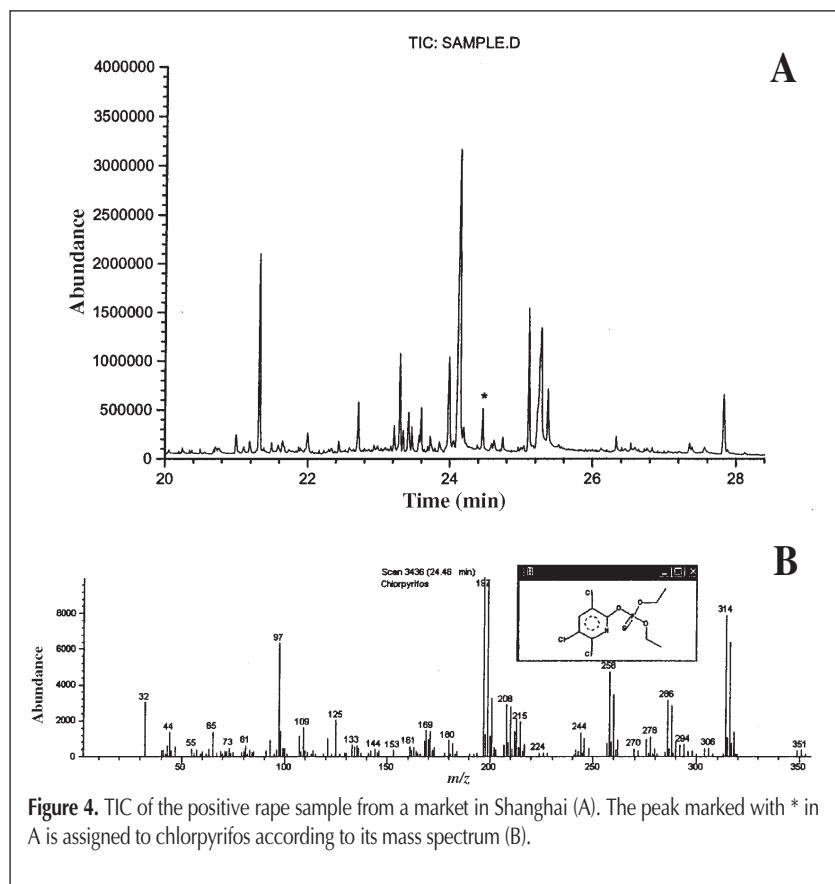 TIC: SAMPLE.D
A
4000000
3500000
3000000
2500000
2000000
1500000
1000000
500000
0
Abundance
*
20 22 24 26 28
Time (min)
B
Scan 3436 (24.46 min)
Chlorpyrifos
8000
6000
4000
2000
0
Abundance
32 44 55 65 73 81 97 109 125 133 144 153 161 169 180 197 208 215 224 244 258 270 278 286 294 306 314 351
Cl O O P S O N Cl Cl
50 100 150 200 250 300 350
m/z
Figure 4. TIC of the positive rape sample from a market in Shanghai (A). The peak marked with * in
A is assigned to chlorpyrifos according to its mass spectrum (B).